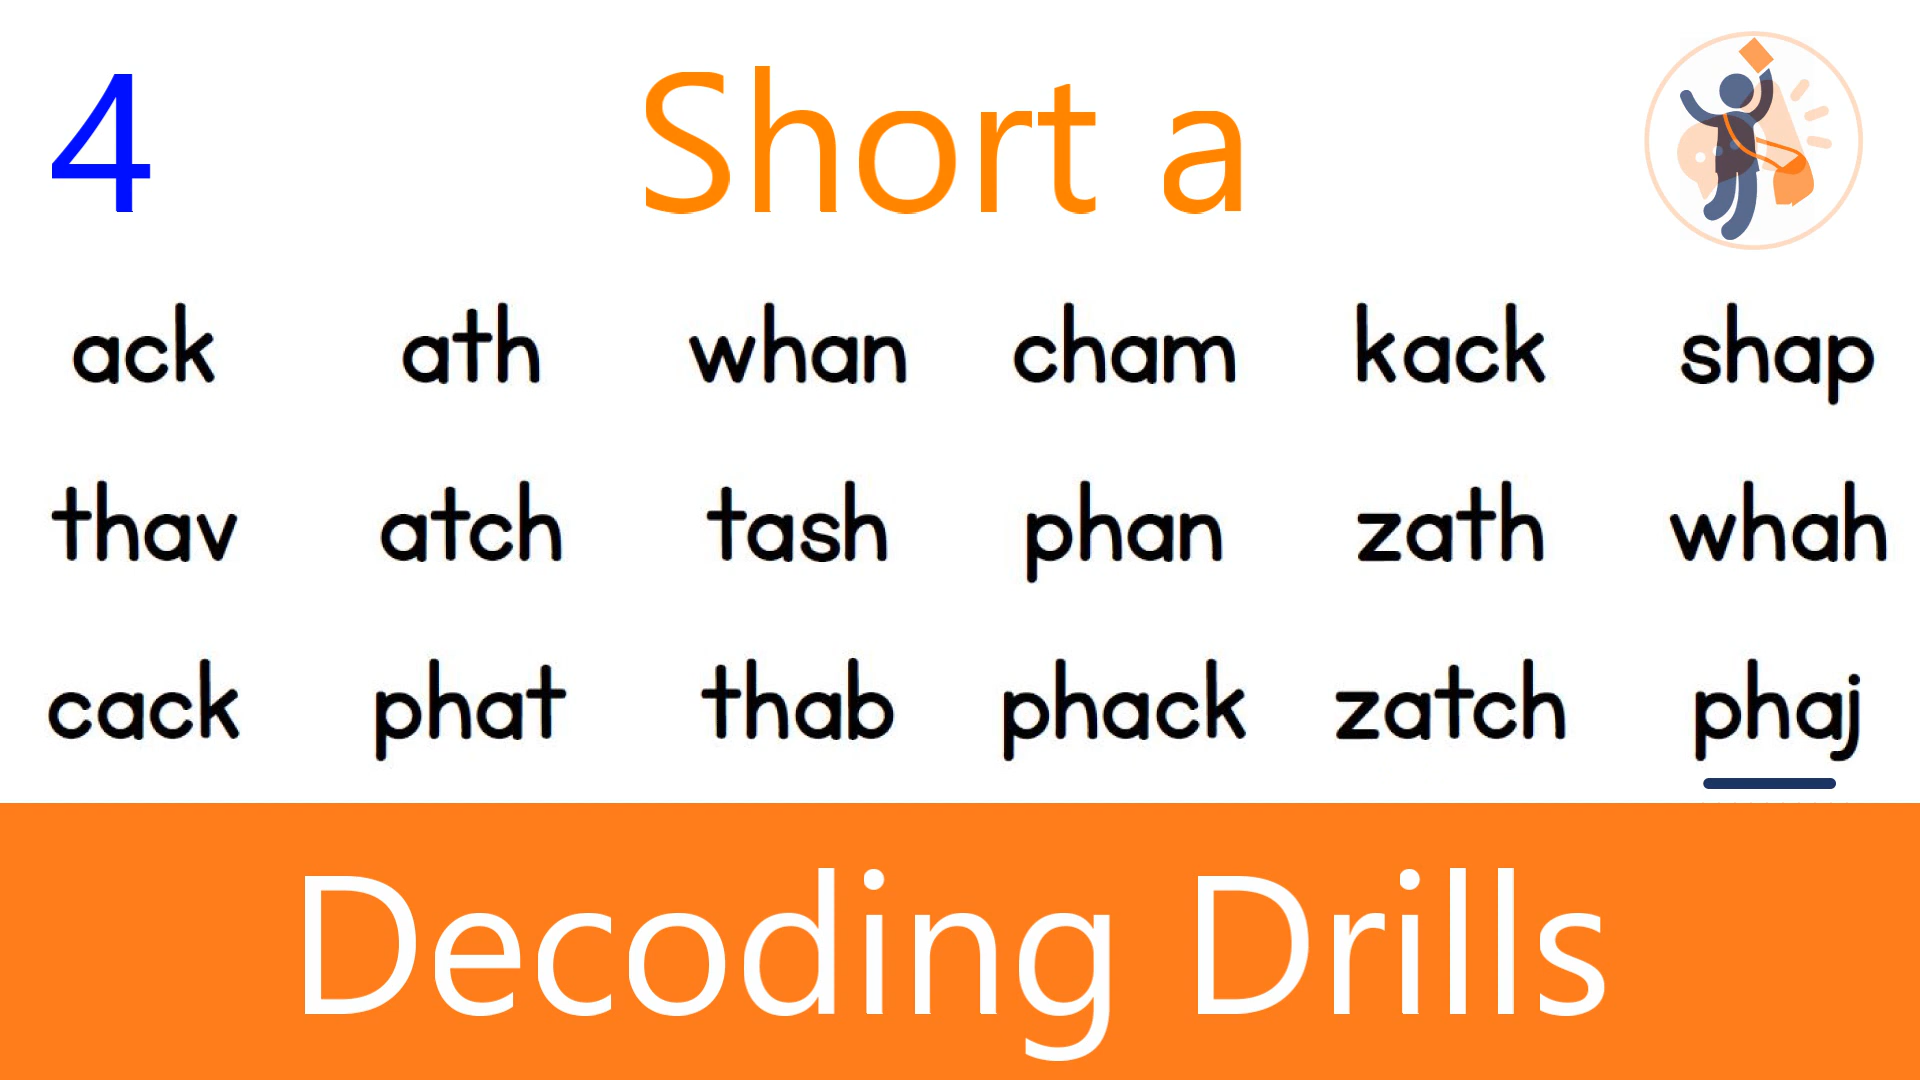 4 Short a
ack ath whan cham kack shap
thav atch tash phan zath whah
cack phat thab phack zatch phaj
Decoding Drills